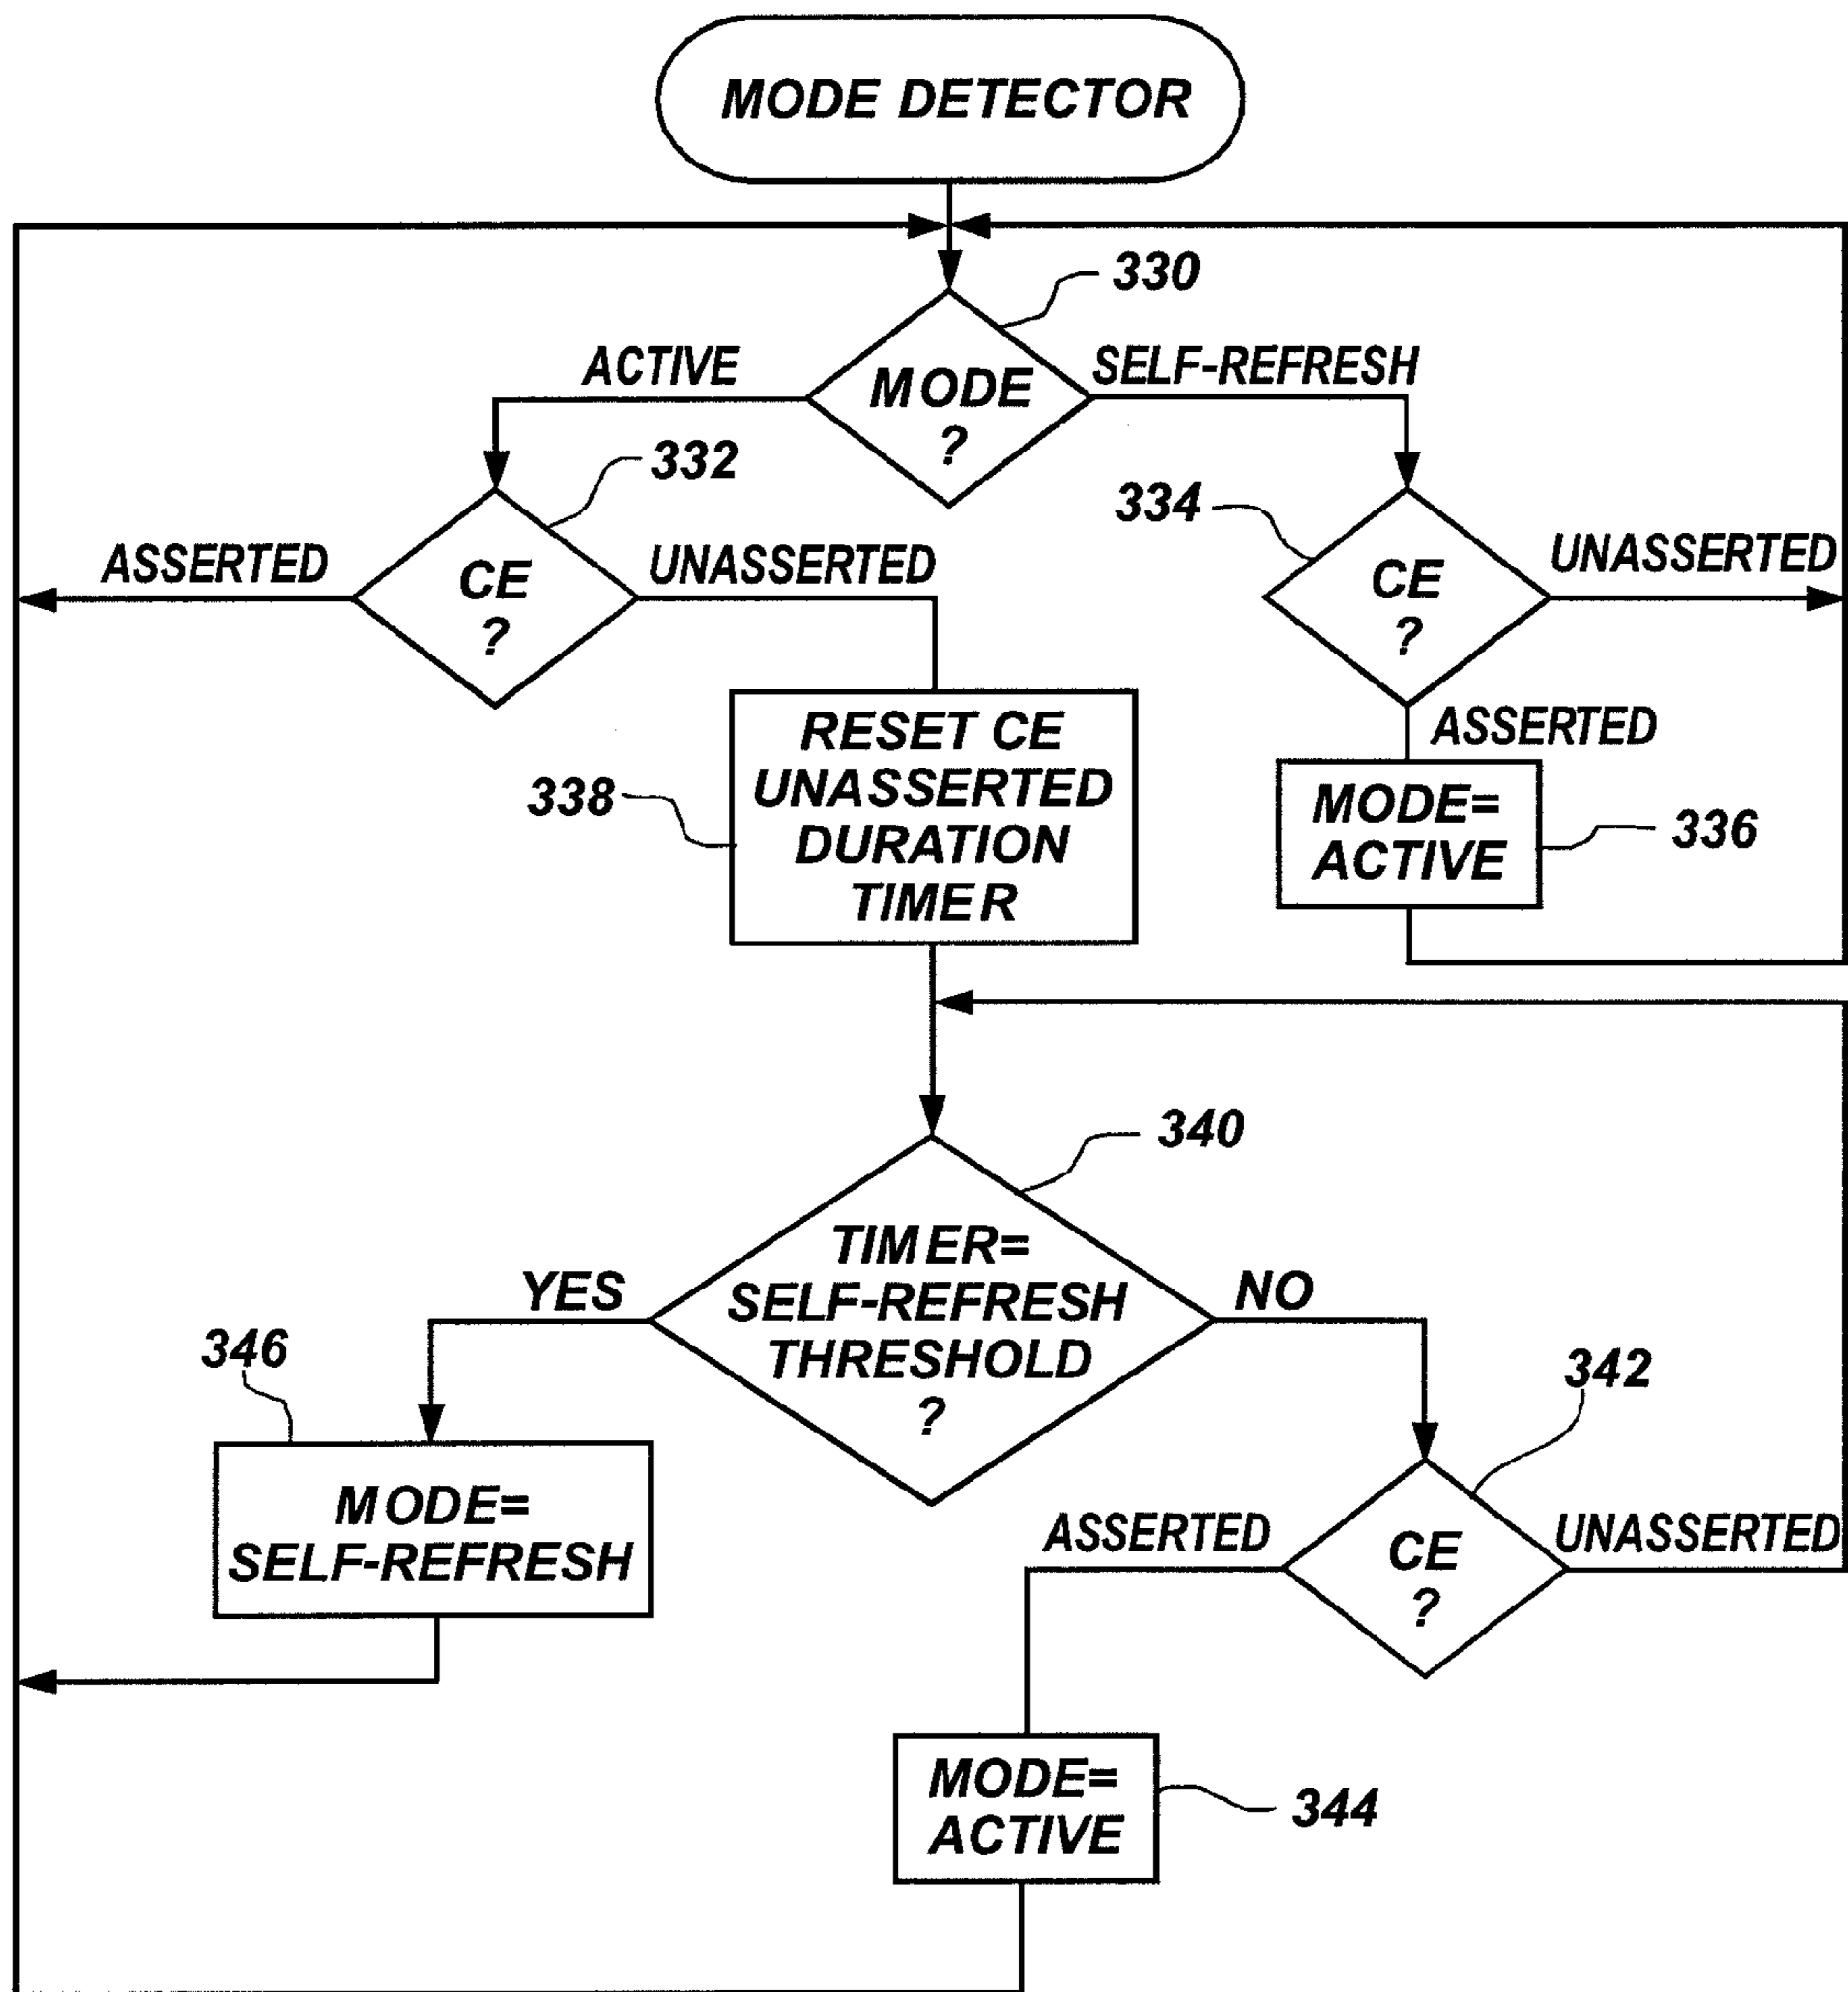 MODE DETECTOR
330
ACTIVE
MODE
?
SELF-REFRESH
332
334
ASSERTED
CE
?
UNASSERTED
CE
?
UNASSERTED
ASSERTED
338
RESET CE
UNASSERTED
DURATION
TIMER
MODE=
ACTIVE
336
340
YES
TIMER=
SELF-REFRESH
THRESHOLD
?
NO
346
342
MODE=
SELF-REFRESH
ASSERTED
CE
?
UNASSERTED
MODE=
ACTIVE
344